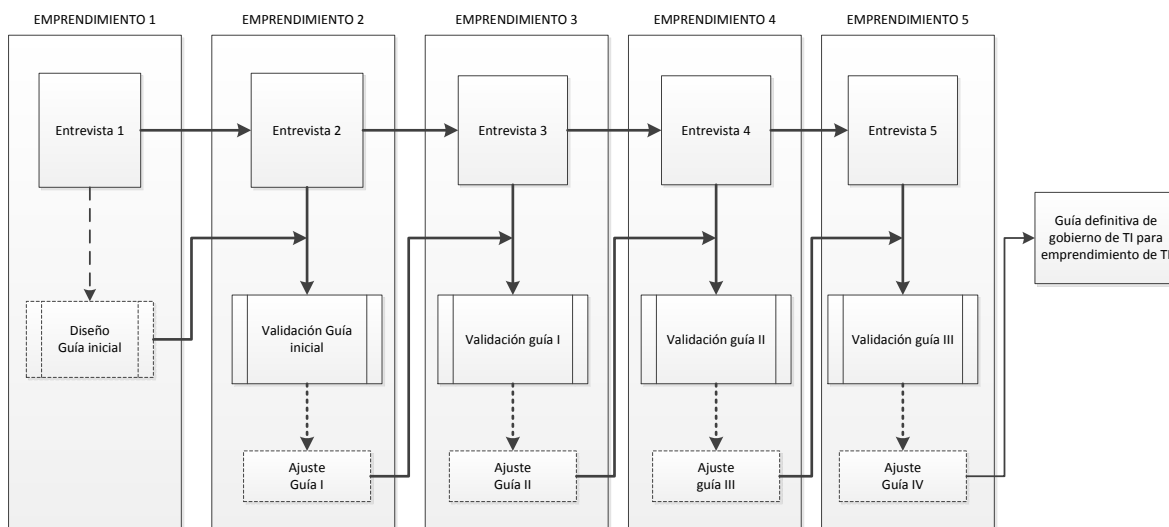 EMPRENDIMIENTO 1
EMPRENDIMIENTO 2
EMPRENDIMIENTO 3
EMPRENDIMIENTO 4
EMPRENDIMIENTO 5
Entrevista 1
Entrevista 2
Entrevista 3
Entrevista 4
Entrevista 5
Guía definitiva de
gobierno de TI para
emprendimiento de TI
Diseño
Guía inicial
Validación Guía
inicial
Validación guía I
Validación guía II
Validación guía III
Ajuste
Guía I
Ajuste
Guía II
Ajuste
guía III
Ajuste
Guía IV